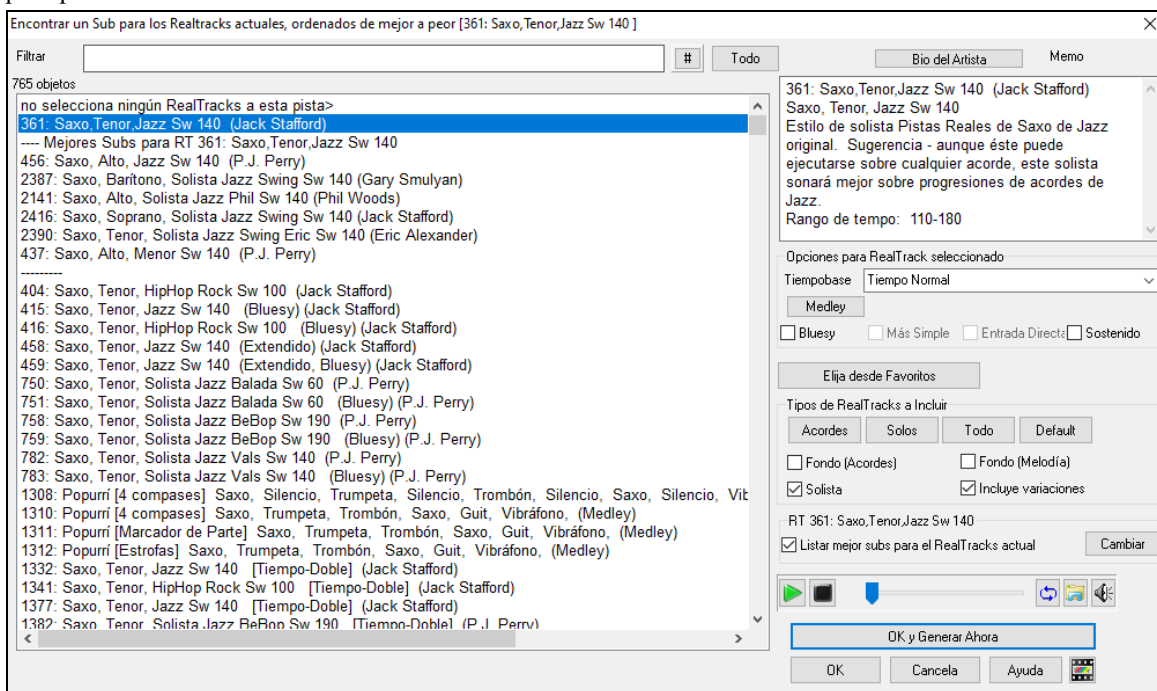 Encontrar un Sub para los Realtracks actuales, ordenados de mejor a peor [361: Saxo,Tenor,Jazz Sw 140 ]
Filtrar
#
Todo
765 objetos
no selecciona ningún RealTracks a esta pista>
361: Saxo,Tenor,Jazz Sw 140 (Jack Stafford)
---- Mejores Subs para RT 361: Saxo,Tenor,Jazz Sw 140
456: Saxo, Alto, Jazz Sw 140 (P.J. Perry)
2387: Saxo, Barítono, Solista Jazz Swing Sw 140 (Gary Smulyan)
2141: Saxo, Alto, Solista Jazz Phil Sw 140 (Phil Woods)
2416: Saxo, Soprano, Solista Jazz Swing Sw 140 (Jack Stafford)
2390: Saxo, Tenor, Solista Jazz Swing Eric Sw 140 (Eric Alexander)
437: Saxo, Alto, Menor Sw 140 (P.J. Perry)
---------
404: Saxo, Tenor, HipHop Rock Sw 100 (Jack Stafford)
415: Saxo, Tenor, Jazz Sw 140 (Bluesy) (Jack Stafford)
416: Saxo, Tenor, HipHop Rock Sw 100 (Bluesy) (Jack Stafford)
458: Saxo, Tenor, Jazz Sw 140 (Extendido) (Jack Stafford)
459: Saxo, Tenor, Jazz Sw 140 (Extendido, Bluesy) (Jack Stafford)
750: Saxo, Tenor, Solista Jazz Balada Sw 60 (P.J. Perry)
751: Saxo, Tenor, Solista Jazz Balada Sw 60 (Bluesy) (P.J. Perry)
758: Saxo, Tenor, Solista Jazz BeBop Sw 190 (P.J. Perry)
759: Saxo, Tenor, Solista Jazz BeBop Sw 190 (Bluesy) (P.J. Perry)
782: Saxo, Tenor, Solista Jazz Vals Sw 140 (P.J. Perry)
783: Saxo, Tenor, Solista Jazz Vals Sw 140 (Bluesy) (P.J. Perry)
1308: Popurrí [4 compases] Saxo, Silencio, Trumpeta, Silencio, Trombón, Silencio, Saxo, Silencio, Vib
1310: Popurrí [4 compases] Saxo, Trumpeta, Trombón, Saxo, Guit, Vibráfono, (Medley)
1311: Popurrí [Marcador de Parte] Saxo, Trumpeta, Trombón, Saxo, Guit, Vibráfono, (Medley)
1312: Popurrí [Estrofas] Saxo, Trumpeta, Trombón, Saxo, Guit, Vibráfono, (Medley)
1332: Saxo, Tenor, Jazz Sw 140 [Tiempo-Doble] (Jack Stafford)
1341: Saxo, Tenor, HipHop Rock Sw 100 [Tiempo-Doble] (Jack Stafford)
1377: Saxo, Tenor, Jazz Sw 140 [Tiempo-Doble] (Jack Stafford)
1382: Saxo, Tenor, Solista Jazz BeBop Sw 190 [Tiempo-Doble] (P.J. Perry)
Bio del Artista
Memo
361: Saxo,Tenor,Jazz Sw 140 (Jack Stafford)
Saxo, Tenor, Jazz Sw 140
Estilo de solista Pistas Reales de Saxo de Jazz
original. Sugerencia - aunque éste puede
ejecutarse sobre cualquier acorde, este solista
sonará mejor sobre progresiones de acordes de
Jazz.
Rango de tempo: 110-180
Opciones para RealTrack seleccionado
Tiempobase Tiempo Normal
Medley
Bluesy Más Simple Entrada Directa Sostenido
Elija desde Favoritos
Tipos de RealTracks a Incluir
Acordes Solos Todo Default
Fondo (Acordes) Fondo (Melodía)
Solista Incluye variaciones
RT 361: Saxo,Tenor,Jazz Sw 140
Listar mejor subs para el RealTracks actual Cambiar
OK y Generar Ahora
OK Cancela Ayuda